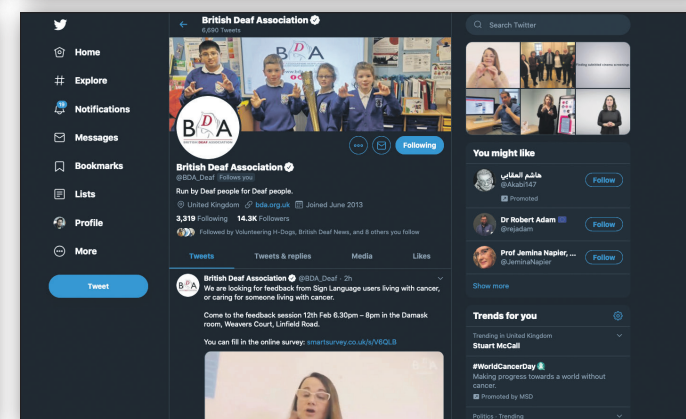 British Deaf Association
6,690 Tweets
Search Twitter
Home
Explore
Notifications
Messages
Bookmarks
Lists
Profile
More
Tweet
BDA
BDA
BRITISH DEAF ASSOCIATION
Following
British Deaf Association
@BDA_Deaf Follows you
Run by Deaf people for Deaf people.
United Kingdom bda.org.uk Joined June 2013
3,319 Following 14.3K Followers
Followed by Volunteering H-Dogs, British Deaf News, and 8 others you follow
Tweets Tweets & replies Media Likes
BDA
British Deaf Association @BDA_Deaf · 2h
We are looking for feedback from Sign Language users living with cancer,
or caring for someone living with cancer.
Come to the feedback session 12th Feb 6.30pm – 8pm in the Damask
room, Weavers Court, Linfield Road.
You can fill in the online survey: smartsurvey.co.uk/s/V6QLB
You might like
هاشم العقابي
@Akabi147
Follow
Promoted
Dr Robert Adam
@rejadam
Follow
Prof Jemina Napier, ...
@JeminaNapier
Follow
Show more
Trends for you
Trending in United Kingdom
Stuart McCall
#WorldCancerDay
Making progress towards a world without
cancer.
Promoted by MSD
Politics · Trending